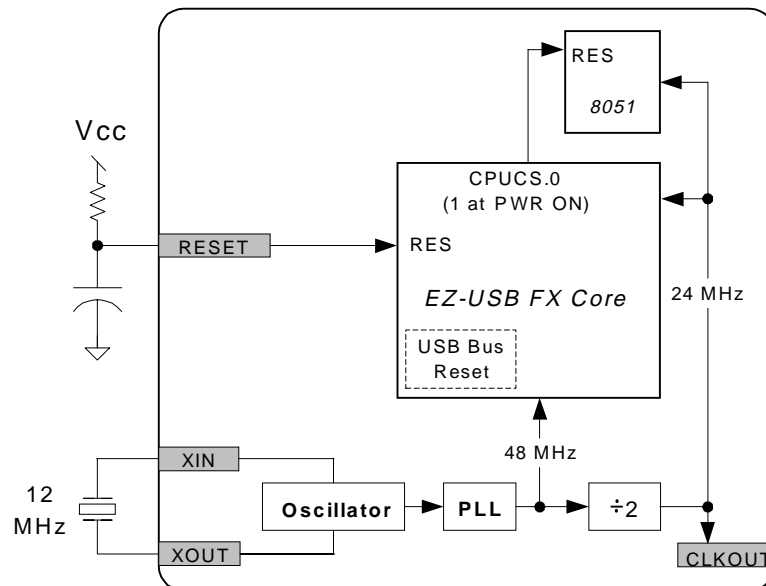 RES
8051
Vcc
CPUCS.0
(1 at PWR ON)
RESET
RES
EZ-USB FX Core
24 MHz
USB Bus
Reset
XIN
48 MHz
12
MHz
Oscillator
PLL
÷2
XOUT
CLKOUT